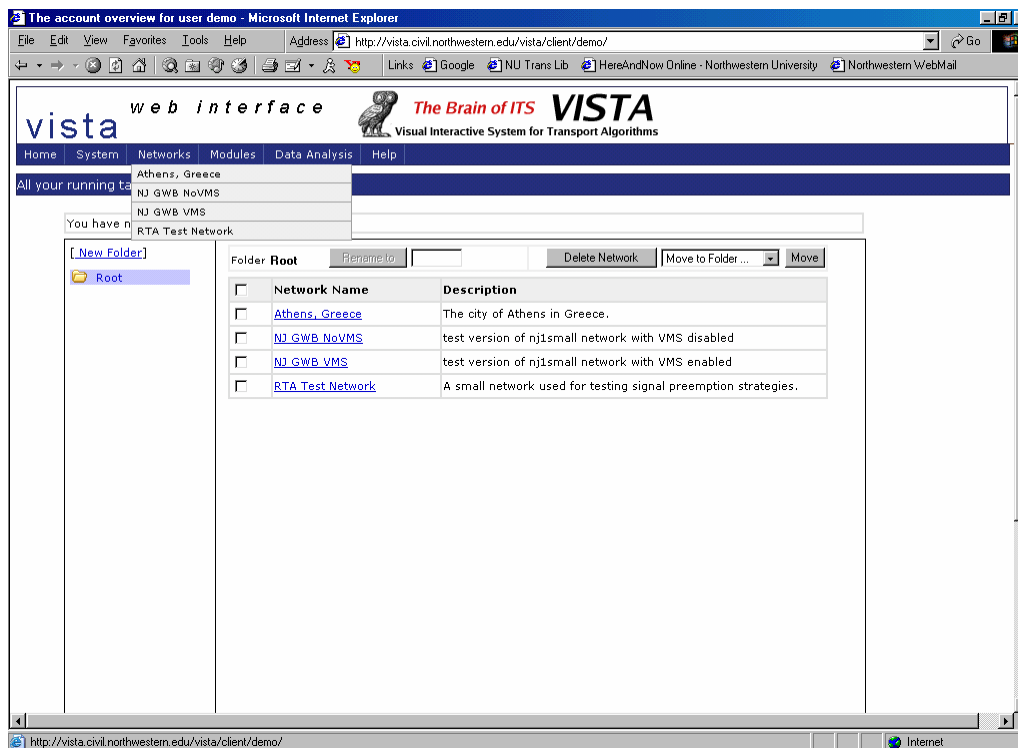 The account overview for user demo - Microsoft Internet Explorer
File Edit View Favorites Tools Help Address http://vista.civil.northwestern.edu/vista/client/demo/ Go
Links Google NU Trans Lib HereAndNow Online - Northwestern University Northwestern WebMail
vista web interface The Brain of ITS VISTA
Visual Interactive System for Transport Algorithms
Home System Networks Modules Data Analysis Help
Athens, Greece
All your running ta
NJ GWB NoVMS
NJ GWB VMS
You have n
RTA Test Network
[ New Folder]
Root
Folder Root Rename to Delete Network Move to Folder ... Move
Network Name Description
Athens, Greece The city of Athens in Greece.
NJ GWB NoVMS test version of nj1small network with VMS disabled
NJ GWB VMS test version of nj1small network with VMS enabled
RTA Test Network A small network used for testing signal preemption strategies.
http://vista.civil.northwestern.edu/vista/client/demo/ Internet